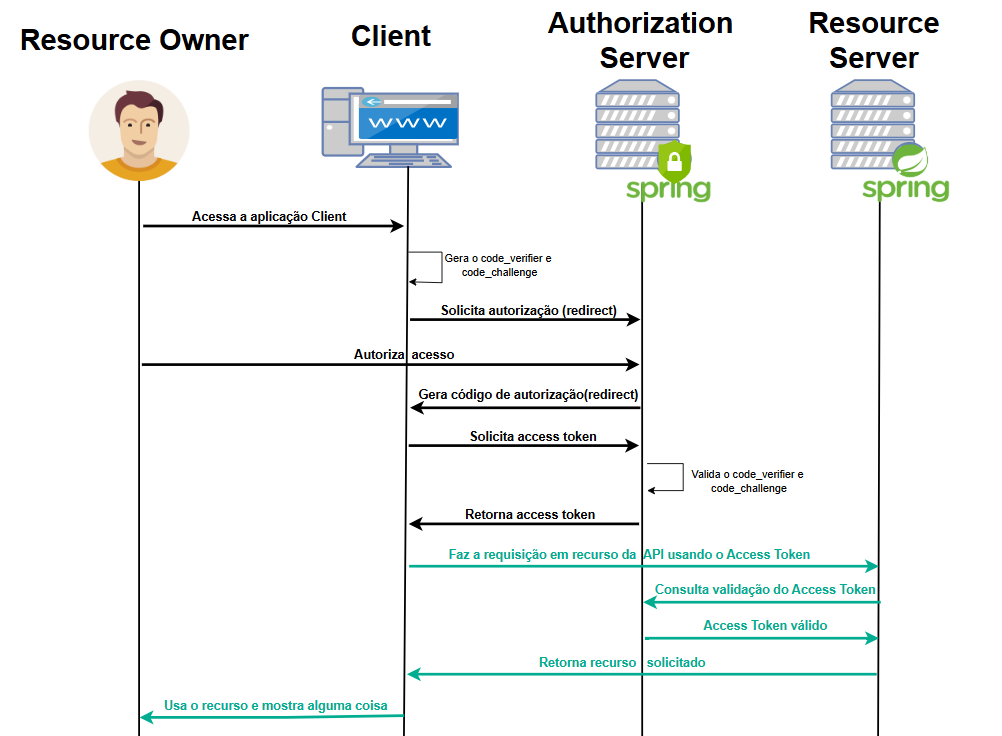 Resource Owner
Client
Authorization
Server
Resource
Server
www
spring
spring
Acessa a aplicação Client
Gera o code_verifier e
code_challenge
Solicita autorização (redirect)
Autoriza acesso
Gera código de autorização(redirect)
Solicita access token
Valida o code_verifier e
code_challenge
Retorna access token
Faz a requisição em recurso da API usando o Access Token
Consulta validação do Access Token
Access Token válido
Retorna recurso solicitado
Usa o recurso e mostra alguma coisa